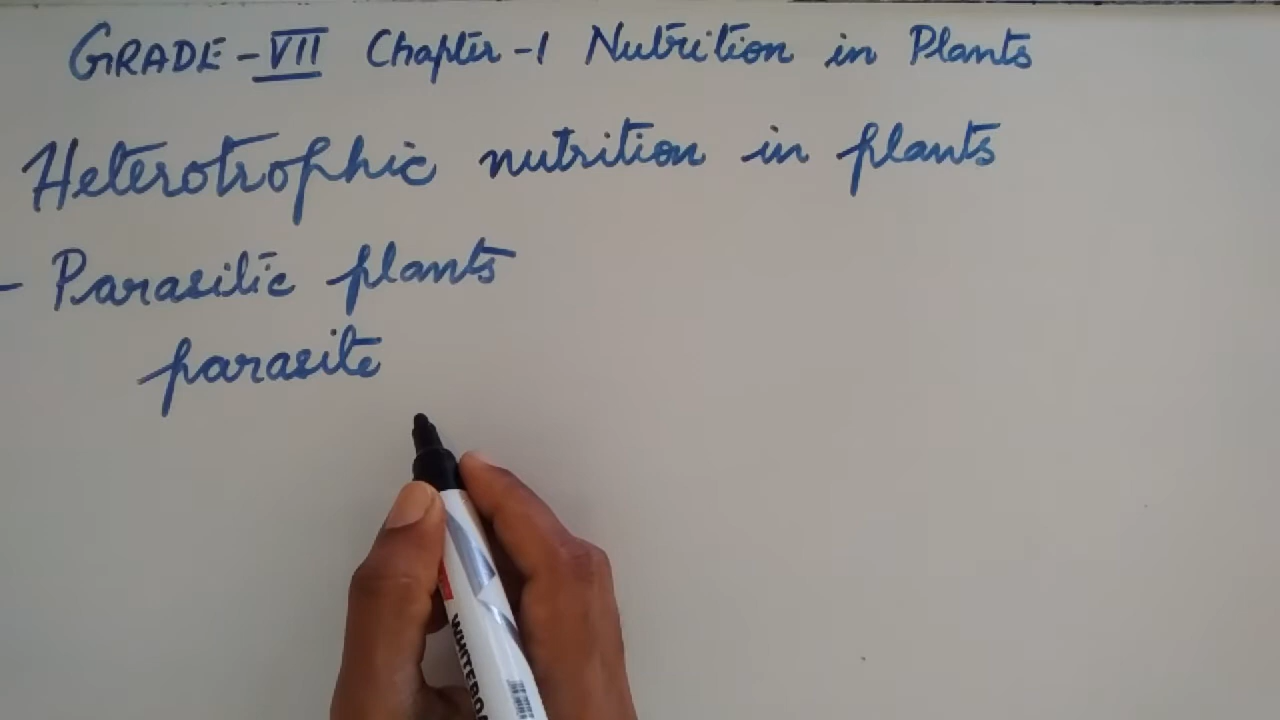 GRADE-VII Chapter-1 Nutrition in Plants
Heterotrophic nutrition in plants
- Parasitic plants
parasite